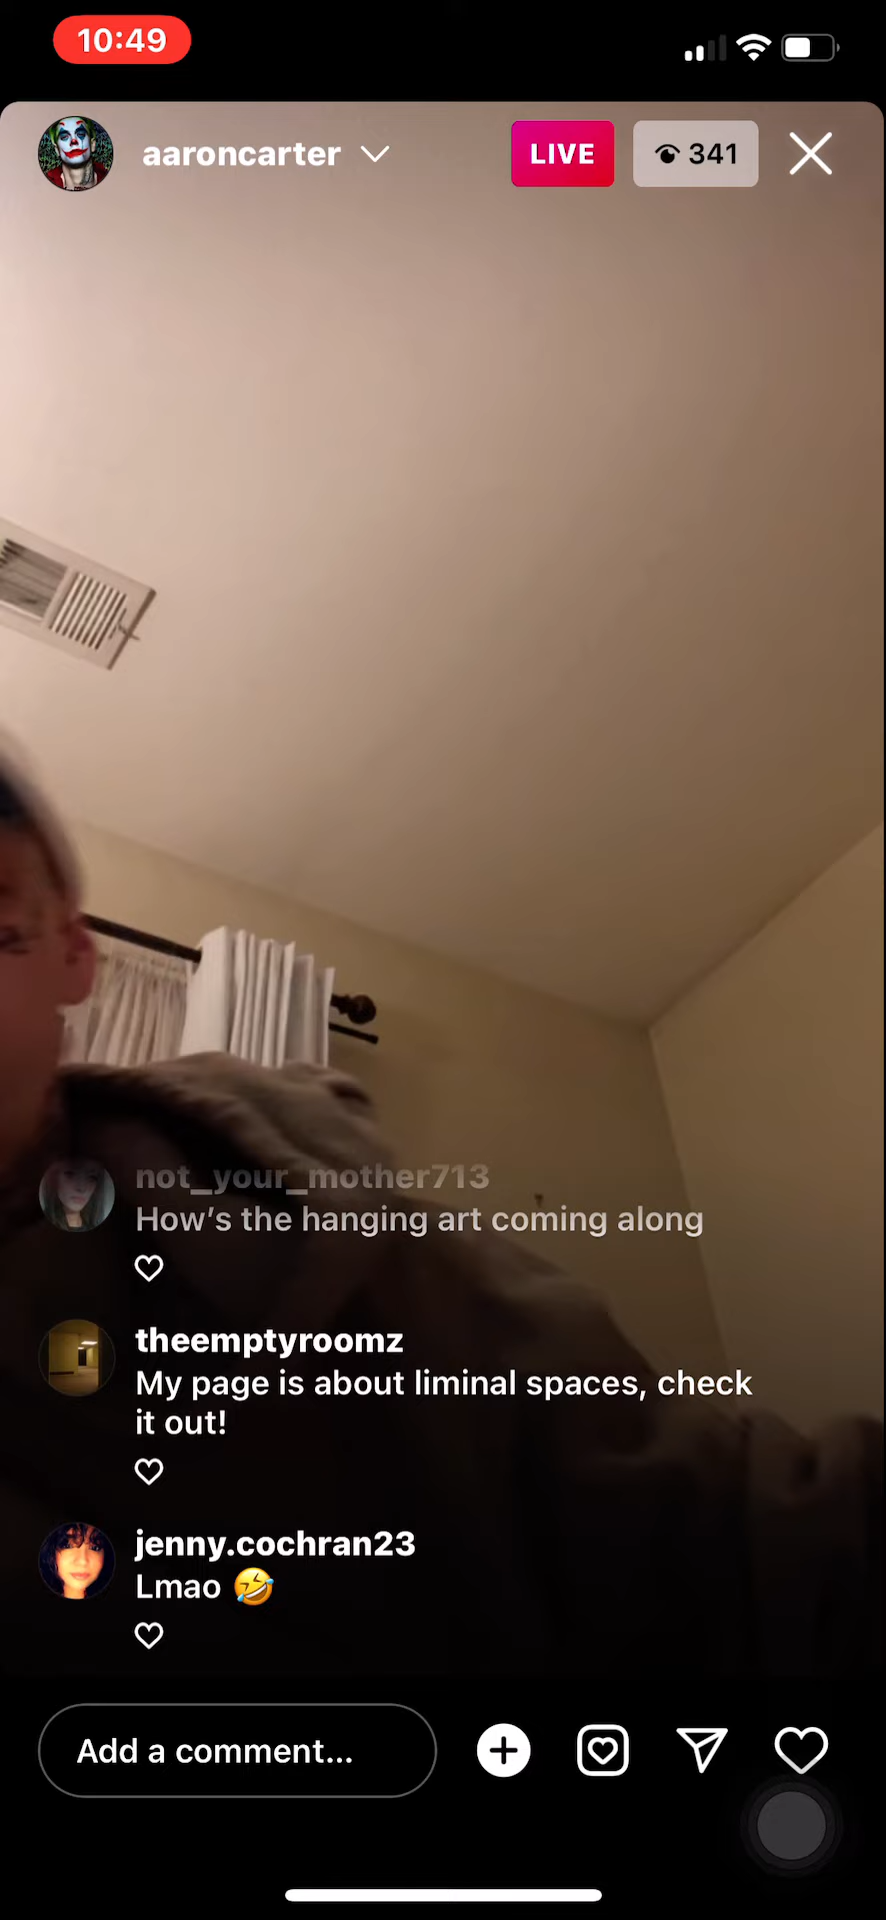 10:49
aaroncarter
LIVE
341
not_your_mother713
How's the hanging art coming along
theemptyroomz
My page is about liminal spaces, check
it out!
jenny.cochran23
Lmao 🤣
Add a comment...